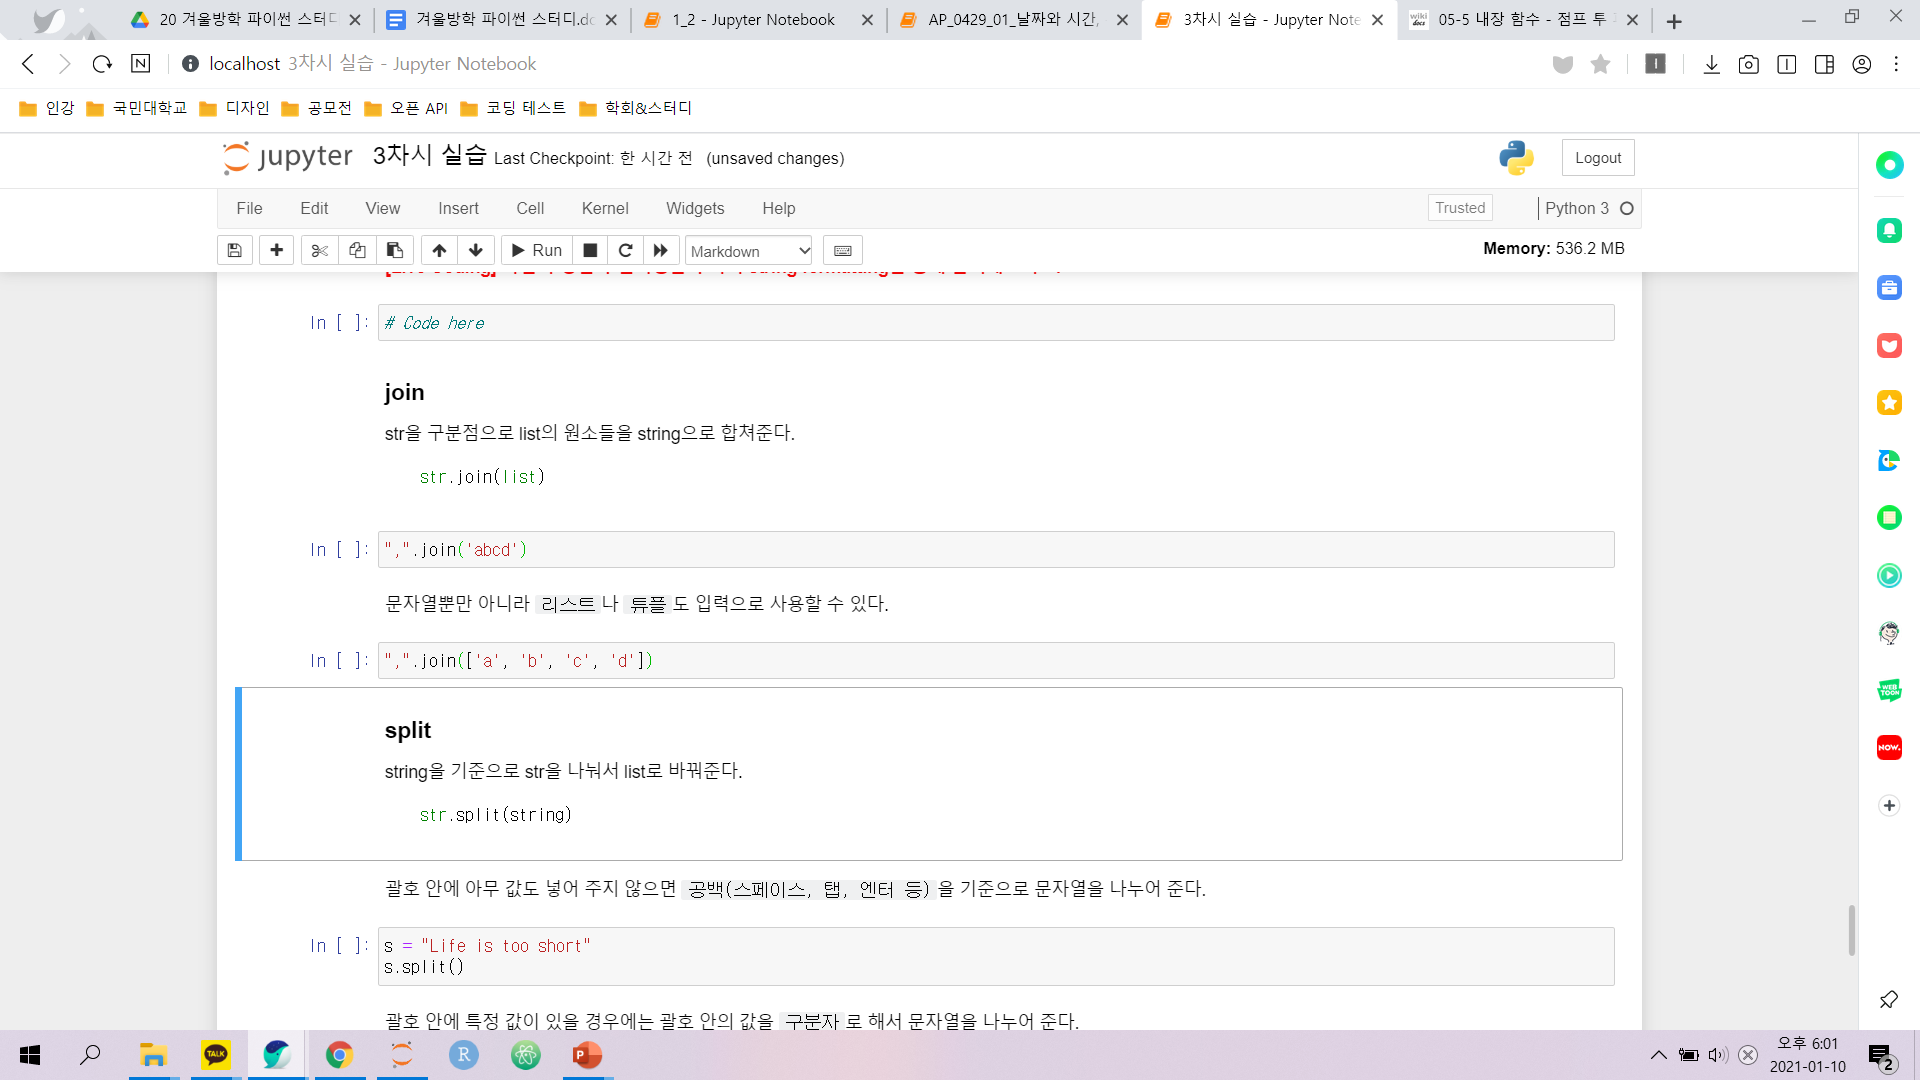 20 겨울방학 파이썬 스터디
겨울방학 파이썬 스터디.dc
1_2 - Jupyter Notebook
AP_0429_01_날짜와 시간,
3차시 실습 - Jupyter Note
wiki docs
05-5 내장 함수 - 점프 투
localhost 3차시 실습 - Jupyter Notebook
인강 국민대학교 디자인 공모전 오픈 API 코딩 테스트 학회&스터디
jupyter 3차시 실습 Last Checkpoint: 한 시간 전 (unsaved changes)
Logout
File Edit View Insert Cell Kernel Widgets Help
Trusted
Python 3
Run
Markdown
Memory: 536.2 MB
In [ ]: # Code here
join
str을 구분점으로 list의 원소들을 string으로 합쳐준다.
str.join(list)
In [ ]: ",".join('abcd')
문자열뿐만 아니라 리스트 나 튜플 도 입력으로 사용할 수 있다.
In [ ]: ",".join(['a', 'b', 'c', 'd'])
split
string을 기준으로 str을 나눠서 list로 바꿔준다.
str.split(string)
괄호 안에 아무 값도 넣어 주지 않으면 공백(스페이스, 탭, 엔터 등) 을 기준으로 문자열을 나누어 준다.
In [ ]: s = "Life is too short"
s.split()
괄호 안에 특정 값이 있을 경우에는 괄호 안의 값을 구분자 로 해서 문자열을 나누어 준다.
WEB TOON
NOW.
TALK
R
P
오후 6:01
2021-01-10
2